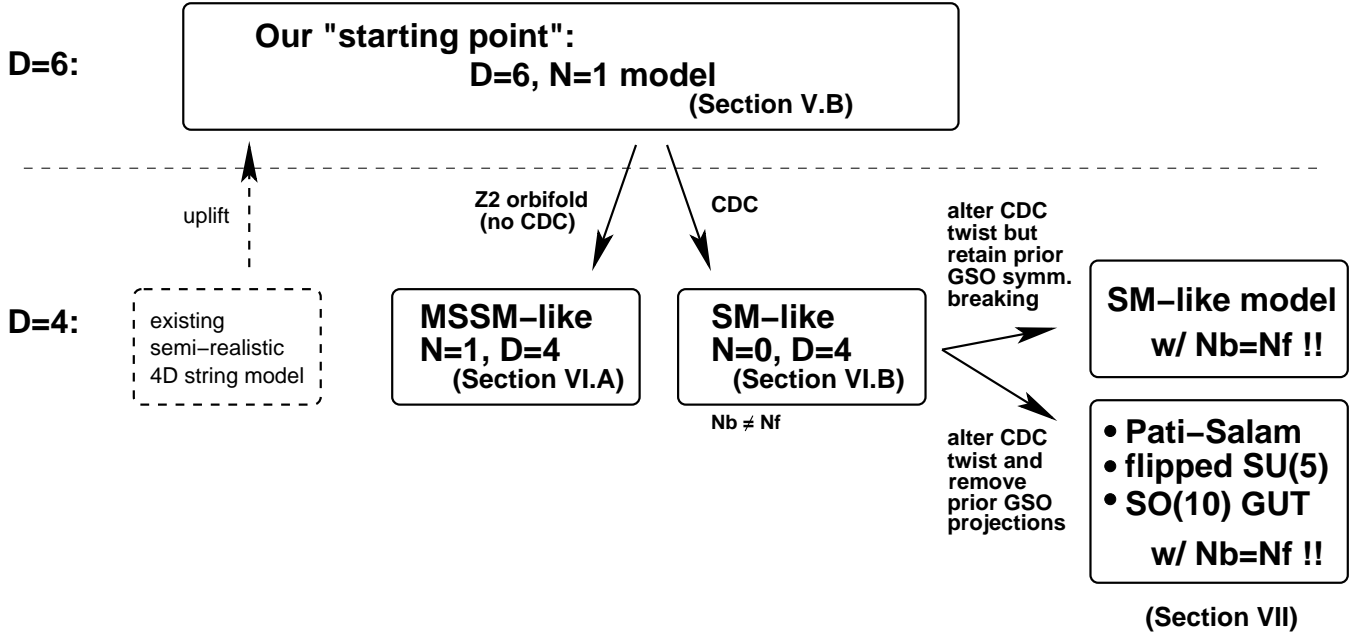 D=6:
Our "starting point":
D=6, N=1 model
(Section V.B)
uplift
Z2 orbifold
(no CDC)
CDC
alter CDC
twist but
retain prior
GSO symm.
breaking
D=4:
existing
semi−realistic
4D string model
MSSM−like
N=1, D=4
(Section VI.A)
SM−like
N=0, D=4
(Section VI.B)
Nb ≠ Nf
SM−like model
w/ Nb=Nf !!
alter CDC
twist and
remove
prior GSO
projections
• Pati−Salam
• flipped SU(5)
• SO(10) GUT
w/ Nb=Nf !!
(Section VII)